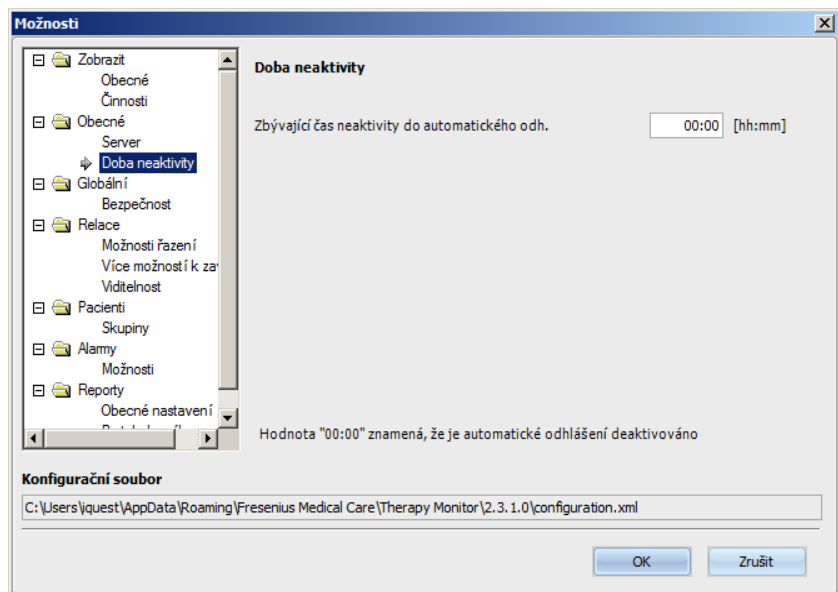 Možnosti
Zobrazit
Obecné
Činnosti
Obecné
Server
Doba neaktivity
Globální
Bezpečnost
Relace
Možnosti řazení
Více možností k za
Viditelnost
Pacienti
Skupiny
Alarmy
Možnosti
Reporty
Obecné nastavení
Doba neaktivity
Zbývající čas neaktivity do automatického odh. 00:00 [hh:mm]
Hodnota "00:00" znamená, že je automatické odhlášení deaktivováno
Konfigurační soubor
C:\Users\iquest\AppData\Roaming\Fresenius Medical Care\Therapy Monitor\2.3.1.0\configuration.xml
OK Zrušit